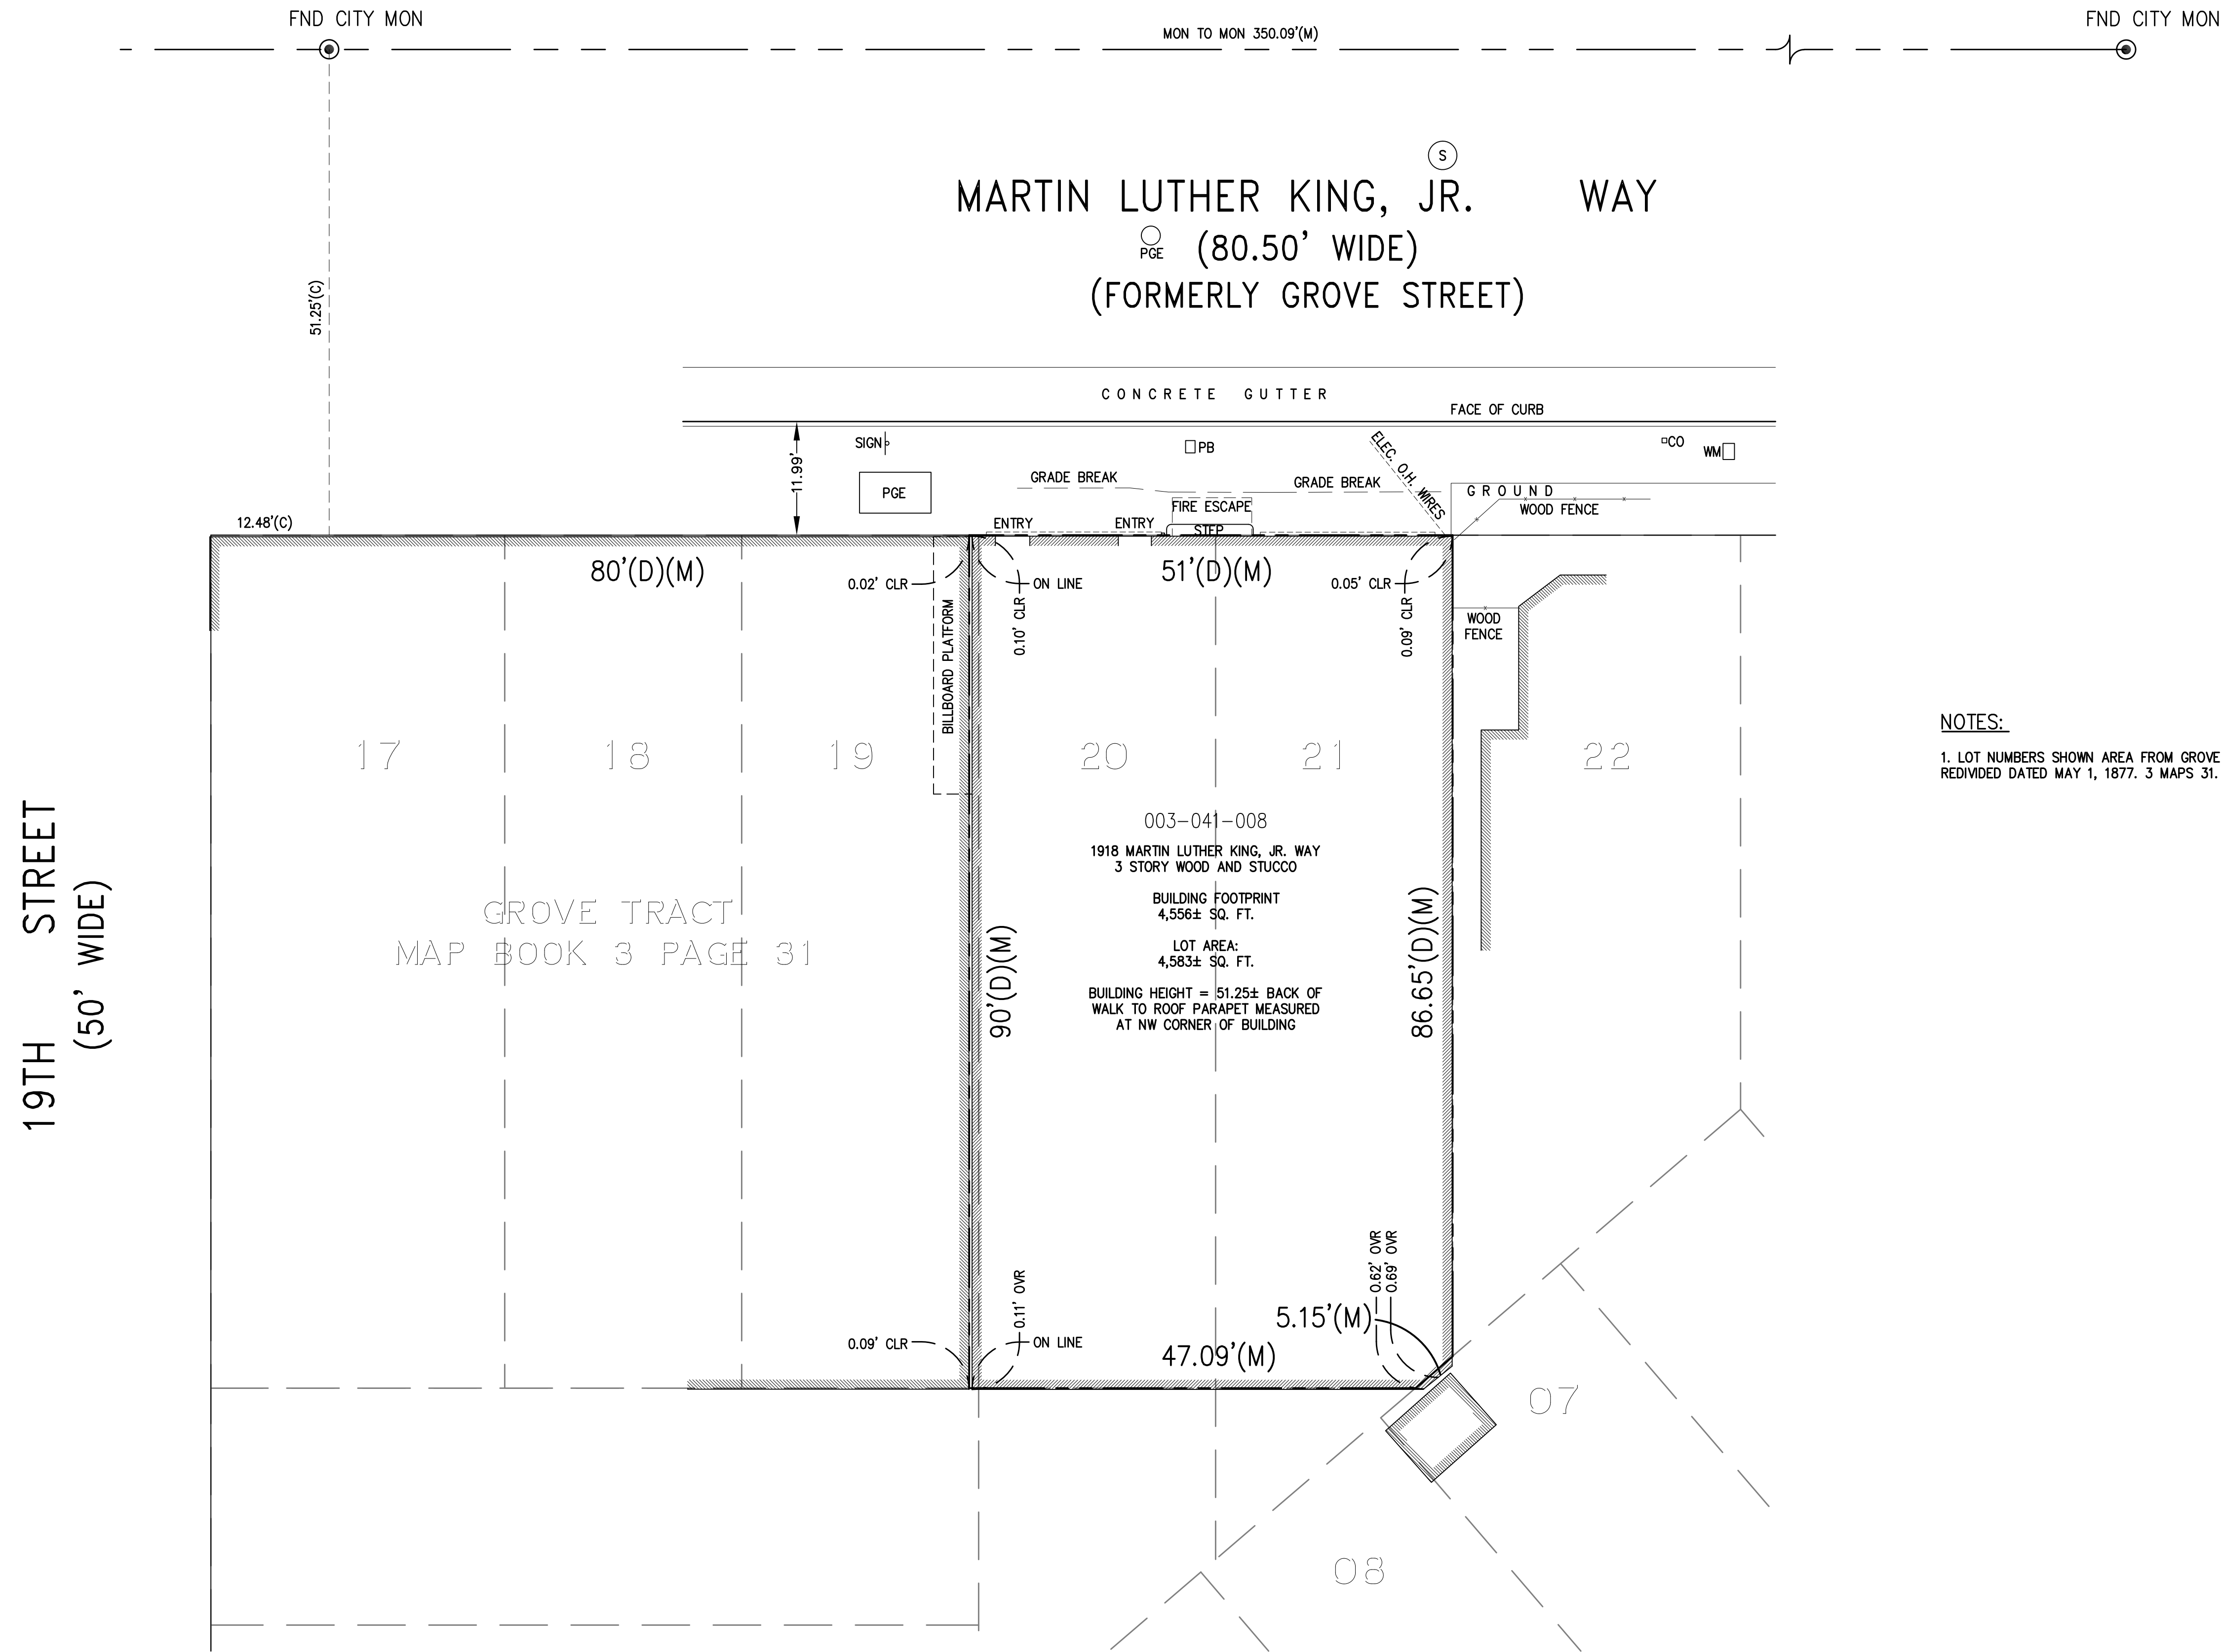 FND CITY MON
FND CITY MON
MON TO MON 350.09'(M)
S
MARTIN LUTHER KING, JR. WAY
PGE
(80.50' WIDE)
(FORMERLY GROVE STREET)
51.25'(C)
CONCRETE GUTTER
FACE OF CURB
SIGN
PB
CO
WM
11.99'
PGE
GRADE BREAK
GRADE BREAK
ELEC. O.H. WIRES
GROUND
WOOD FENCE
FIRE ESCAPE
12.48'(C)
ENTRY
ENTRY
STEP
80'(D)(M)
51'(D)(M)
0.02' CLR
ON LINE
0.05' CLR
0.10' CLR
0.09' CLR
WOOD
FENCE
BILLBOARD PLATFORM
17
18
19
20
21
22
NOTES:
1. LOT NUMBERS SHOWN AREA FROM GROVE
REDIVIDED DATED MAY 1, 1877. 3 MAPS 31.
003-041-008
1918 MARTIN LUTHER KING, JR. WAY
3 STORY WOOD AND STUCCO
BUILDING FOOTPRINT
4,556± SQ. FT.
LOT AREA:
4,583± SQ. FT.
BUILDING HEIGHT = 51.25± BACK OF
WALK TO ROOF PARAPET MEASURED
AT NW CORNER OF BUILDING
GROVE TRACT
MAP BOOK 3 PAGE 31
19TH STREET
(50' WIDE)
90'(D)(M)
86.65'(D)(M)
0.11' OVR
0.62' OVR
0.69' OVR
5.15'(M)
0.09' CLR
ON LINE
47.09'(M)
07
08